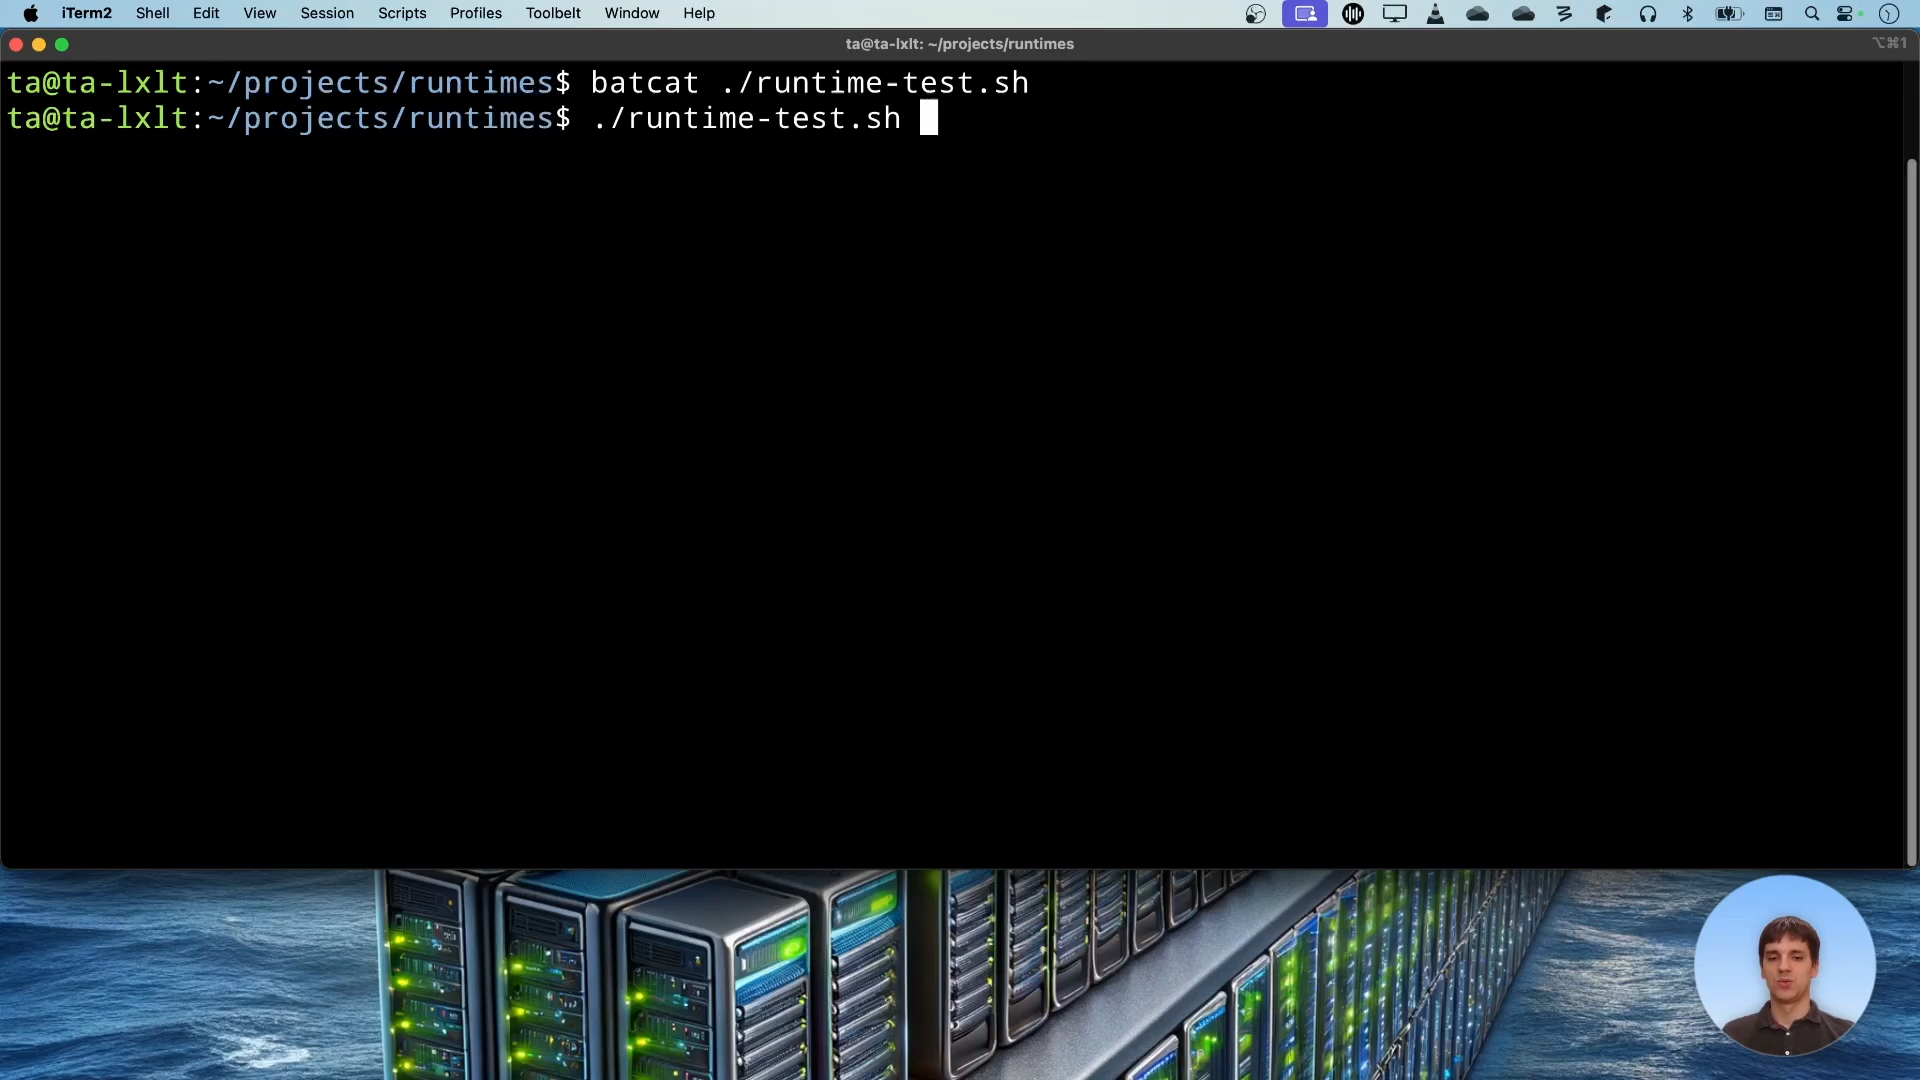 iTerm2 Shell Edit View Session Scripts Profiles Toolbelt Window Help
ta@ta-lxlt: ~/projects/runtimes
⌥⌘1
ta@ta-lxlt:~/projects/runtimes$ batcat ./runtime-test.sh
ta@ta-lxlt:~/projects/runtimes$ ./runtime-test.sh